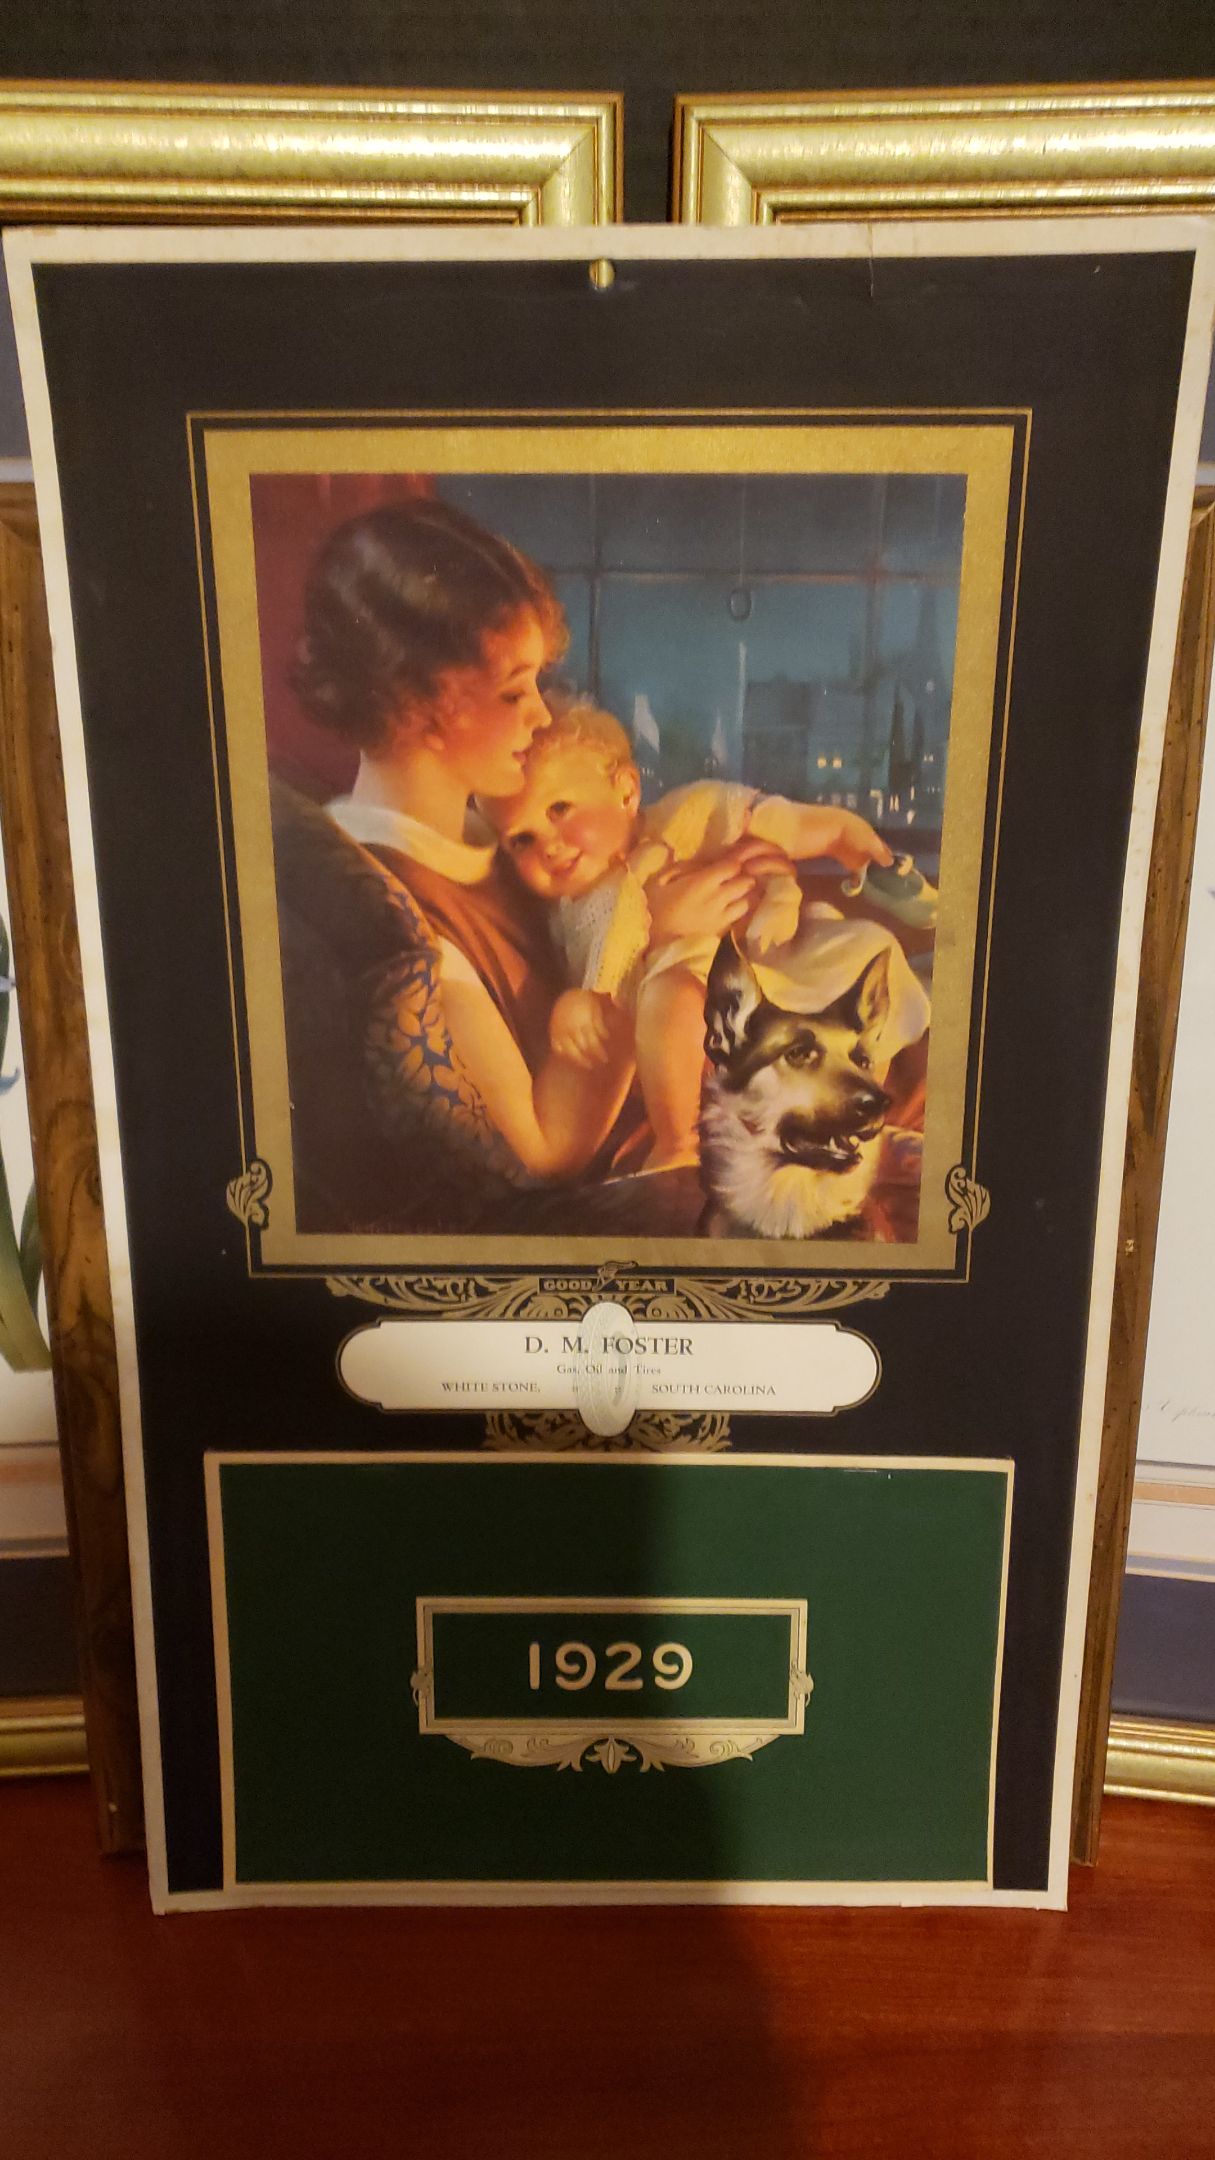 GOOD YEAR
D. M. FOSTER
Gas, Oil and Tires
WHITE STONE, SOUTH CAROLINA
1929